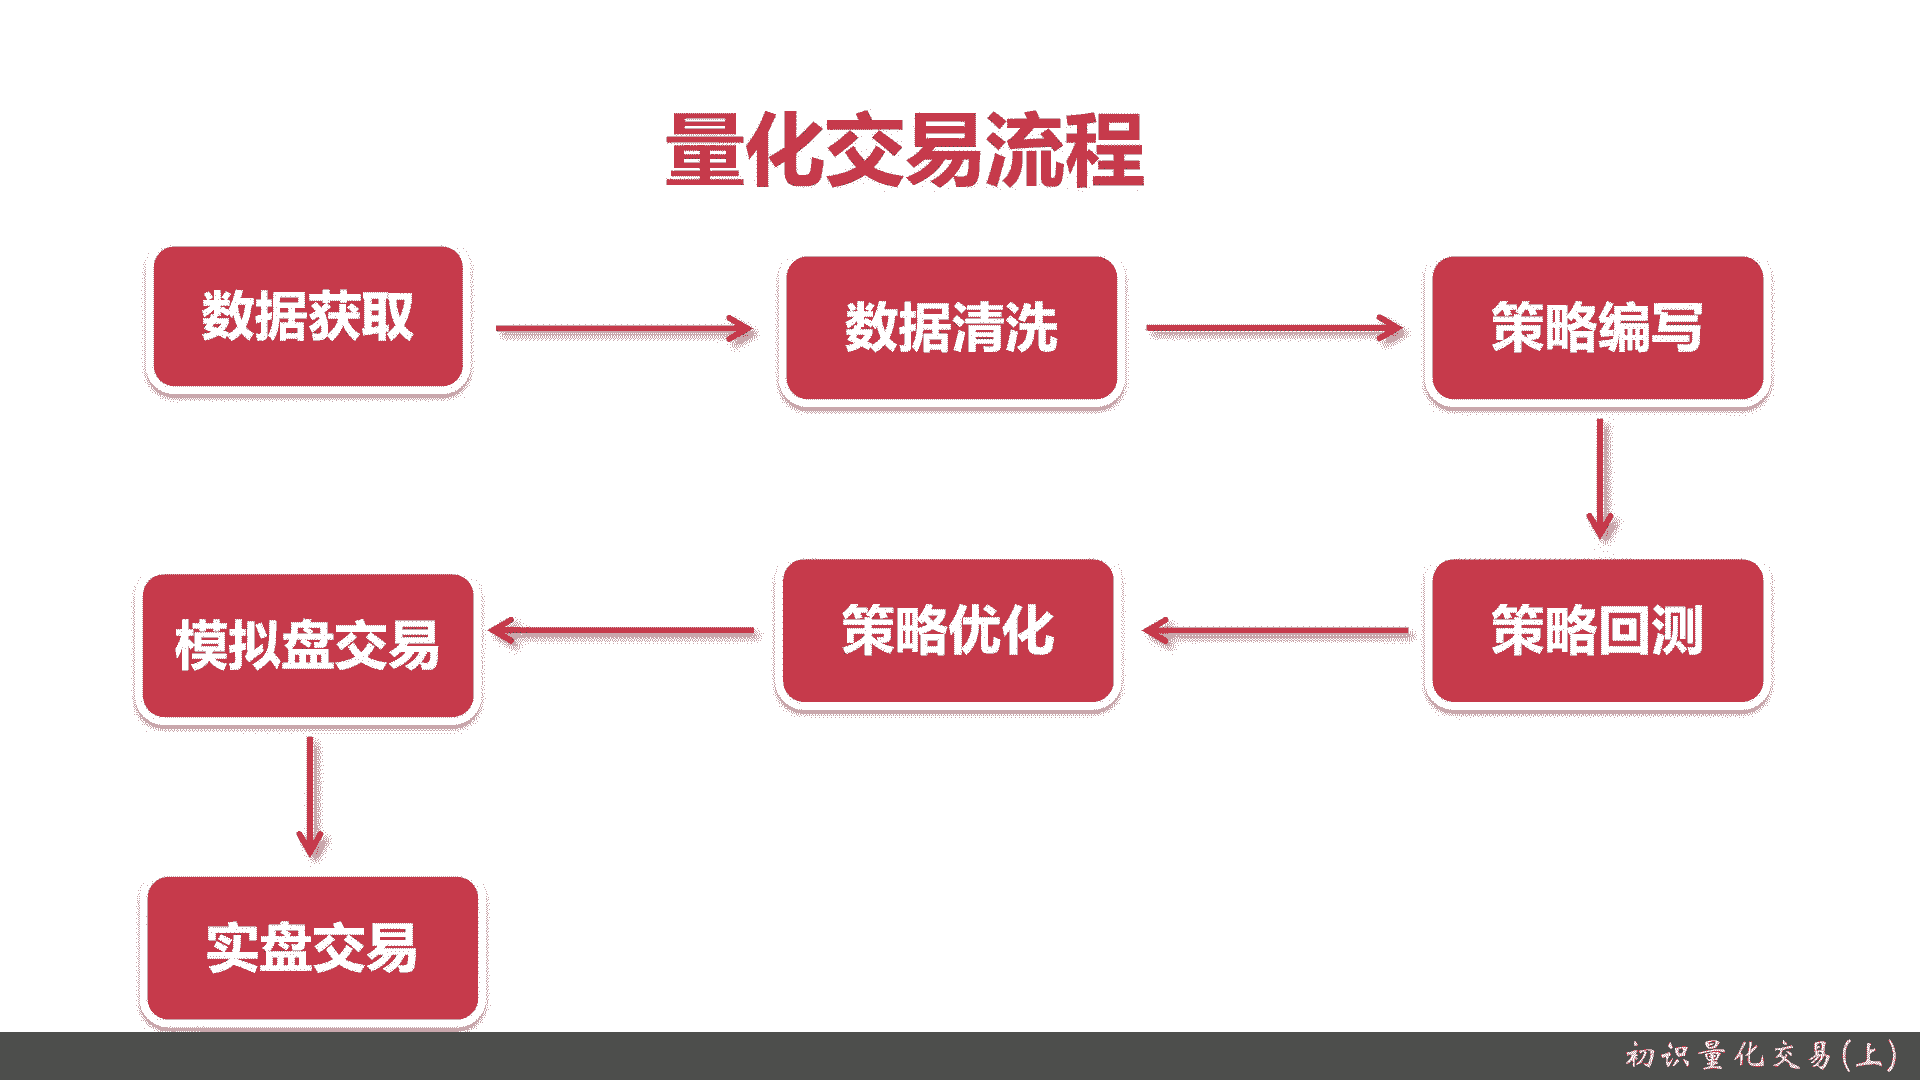 量化交易流程
数据获取
数据清洗
策略编写
策略回测
策略优化
模拟盘交易
实盘交易
初识量化交易(上)